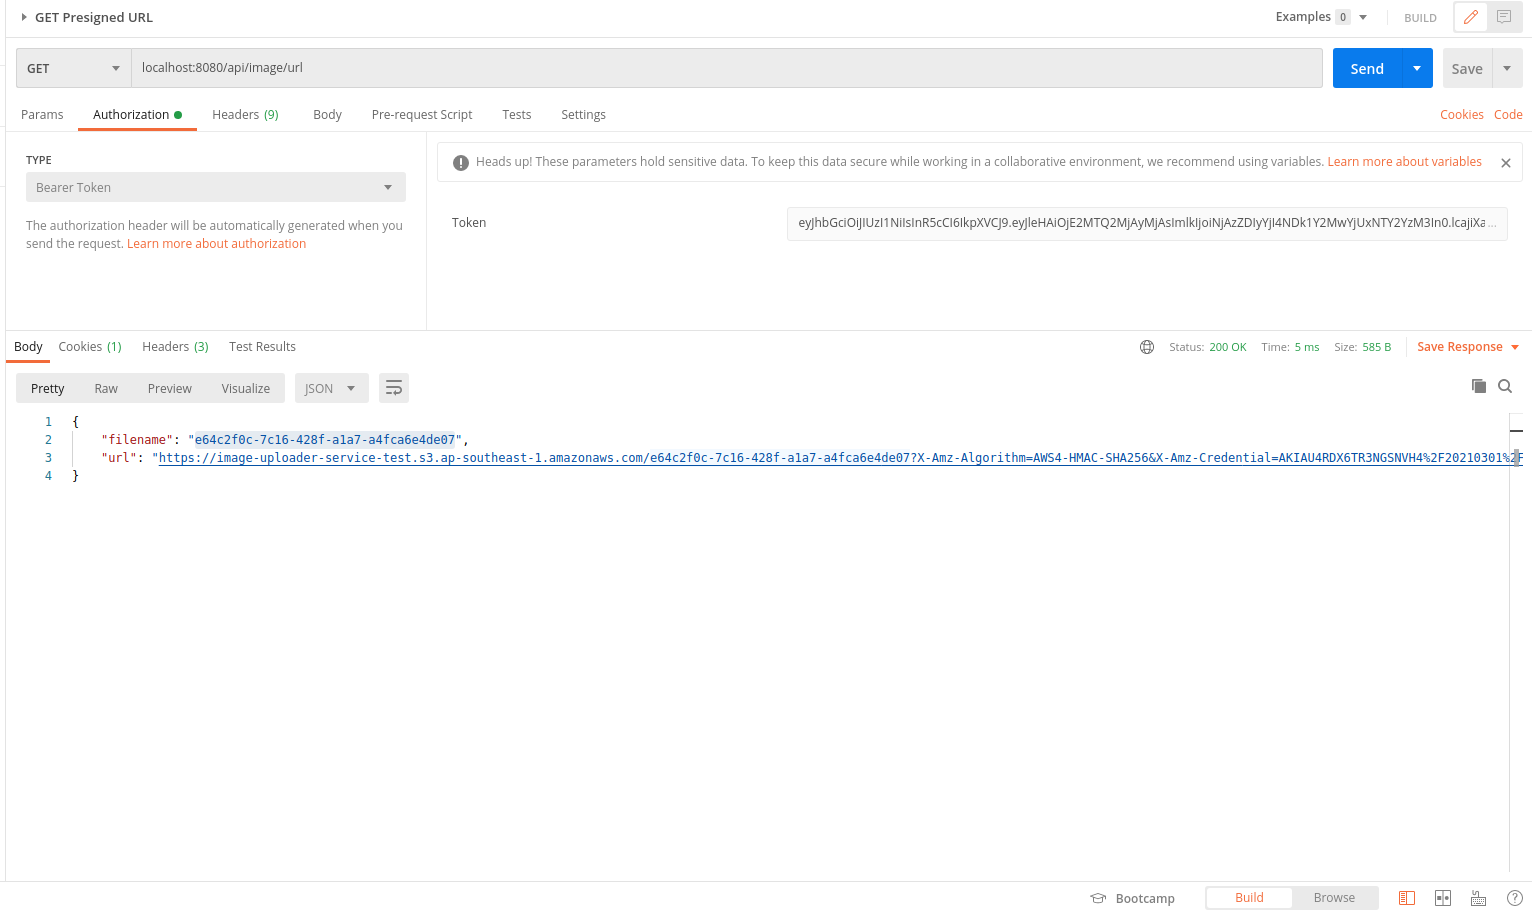 GET Presigned URL
Examples 0
BUILD
GET
localhost:8080/api/image/url
Send
Save
Params Authorization Headers (9) Body Pre-request Script Tests Settings
Cookies Code
TYPE
Bearer Token
The authorization header will be automatically generated when you
send the request. Learn more about authorization
Heads up! These parameters hold sensitive data. To keep this data secure while working in a collaborative environment, we recommend using variables. Learn more about variables
Token
eyJhbGciOiJIUzI1NiIsInR5cCI6IkpXVCJ9.eyJleHAiOjE2MTQ2MjAyMjAsImlkIjoiNjAzZDIyYjI4NDk1Y2MwYjUxNTY2YzM3In0.lcajiXa...
Body Cookies (1) Headers (3) Test Results
Status: 200 OK Time: 5 ms Size: 585 B
Save Response
Pretty Raw Preview Visualize JSON
1 {
2 "filename": "e64c2f0c-7c16-428f-a1a7-a4fca6e4de07",
3 "url": "https://image-uploader-service-test.s3.ap-southeast-1.amazonaws.com/e64c2f0c-7c16-428f-a1a7-a4fca6e4de07?X-Amz-Algorithm=AWS4-HMAC-SHA256&X-Amz-Credential=AKIAU4RDX6TR3NGSNVH4%2F20210301%2F
4 }
Bootcamp
Build Browse